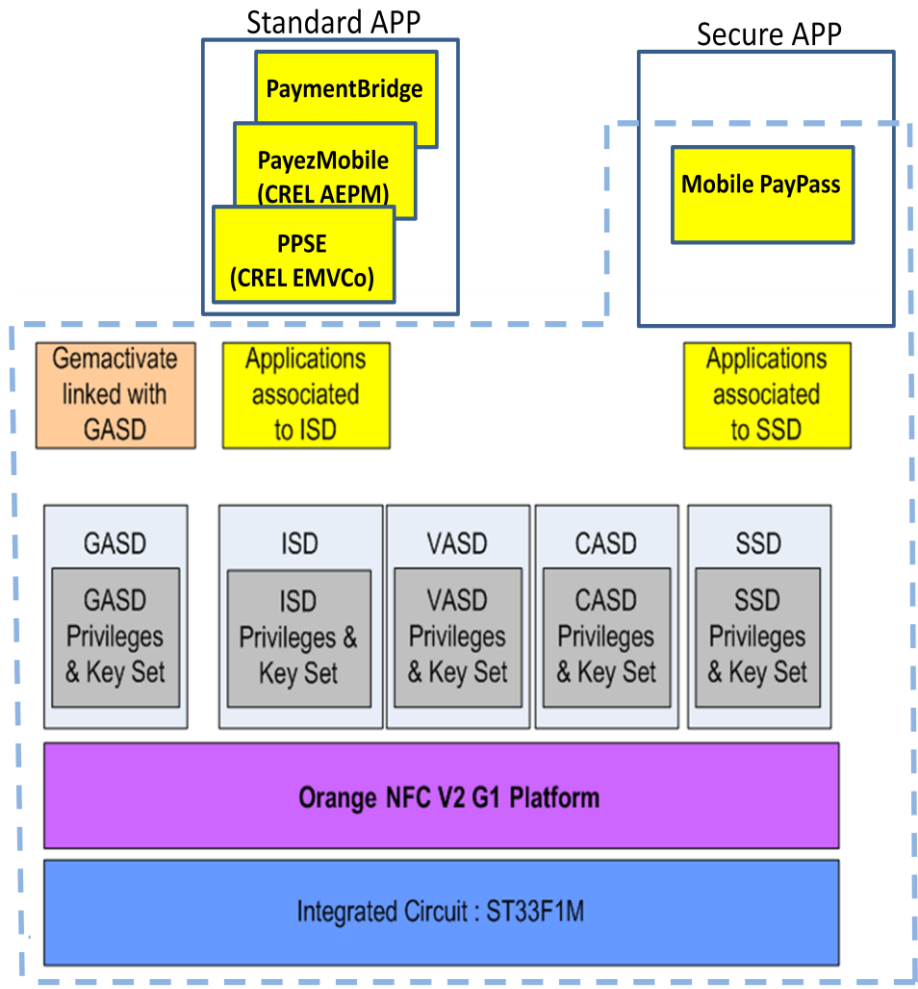 Standard APP
Secure APP
PaymentBridge
PayezMobile
(CREL AEPM)
PPSE
(CREL EMVCo)
Mobile PayPass
Gemactivate
linked with
GASD
Applications
associated
to ISD
Applications
associated
to SSD
GASD
GASD
Privileges
& Key Set
ISD
ISD
Privileges &
Key Set
VASD
VASD
Privileges
& Key Set
CASD
CASD
Privileges
& Key Set
SSD
SSD
Privileges
& Key Set
Orange NFC V2 G1 Platform
Integrated Circuit : ST33F1M